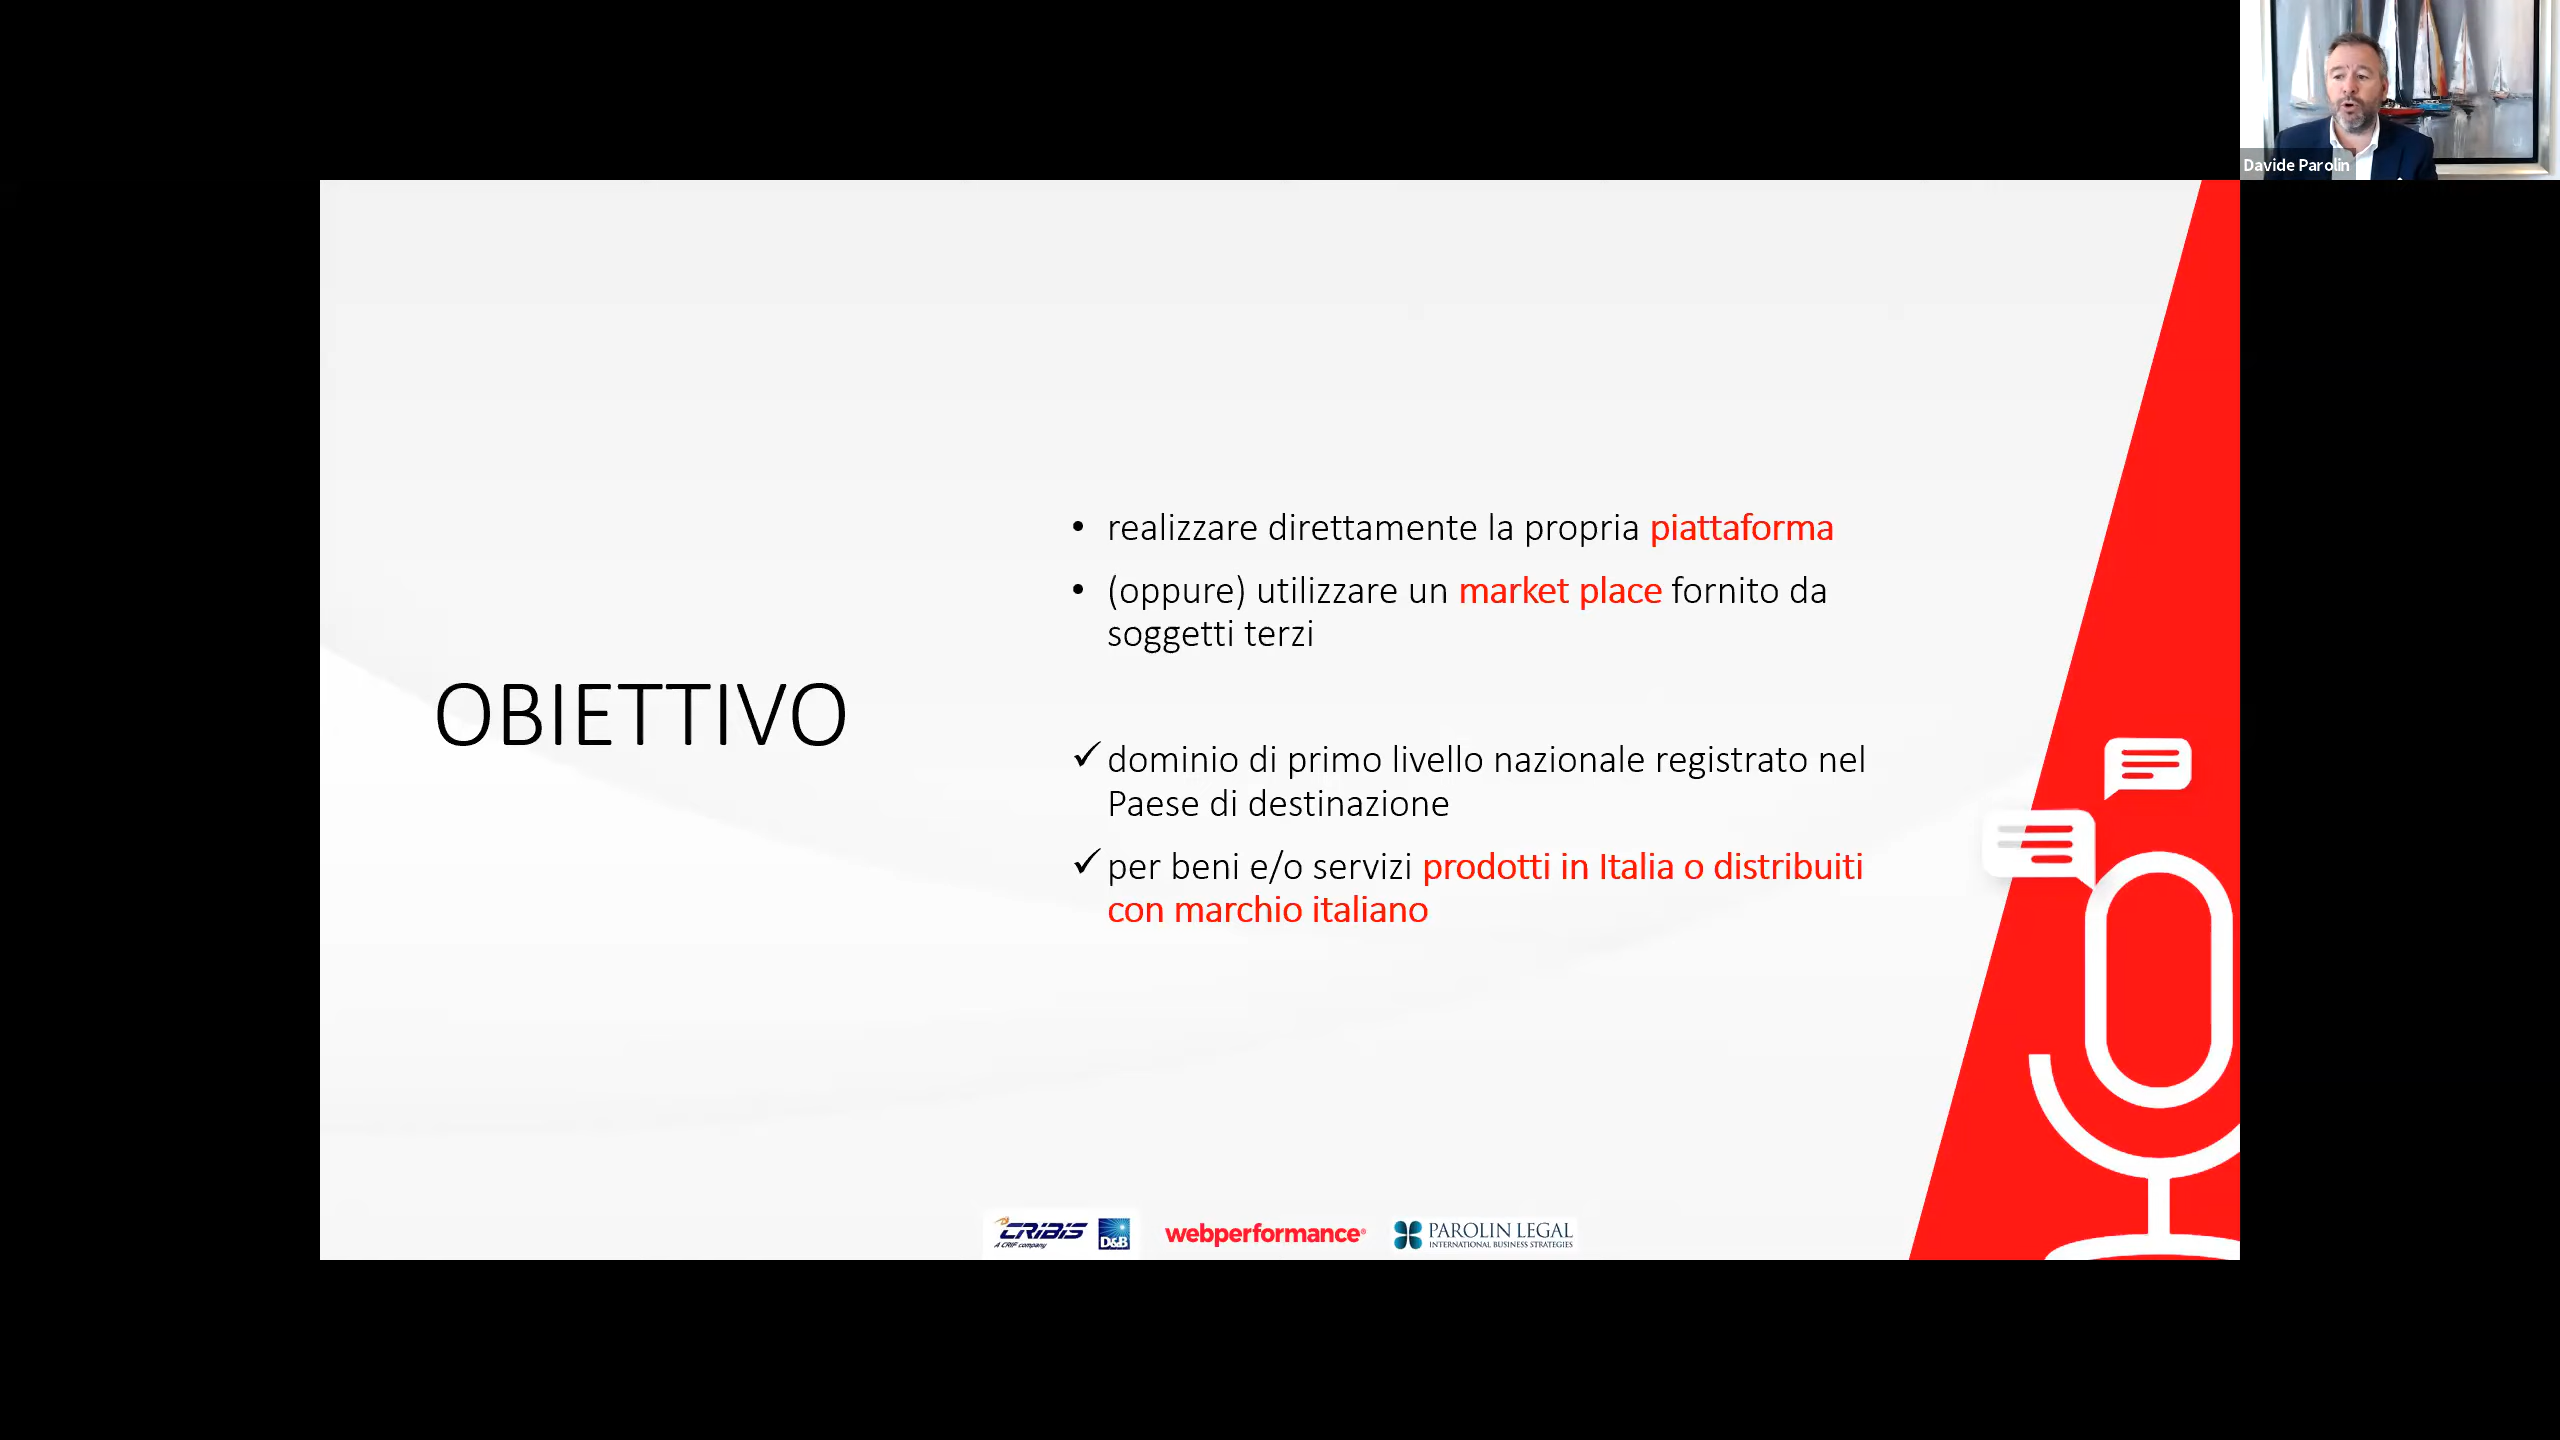 Davide Parolin
OBIETTIVO
• realizzare direttamente la propria piattaforma
• (oppure) utilizzare un market place fornito da
soggetti terzi
✓ dominio di primo livello nazionale registrato nel
Paese di destinazione
✓ per beni e/o servizi prodotti in Italia o distribuiti
con marchio italiano
CRIBIS
A CRIF company
D&B
webperformance®
PAROLIN LEGAL
INTERNATIONAL BUSINESS STRATEGIES